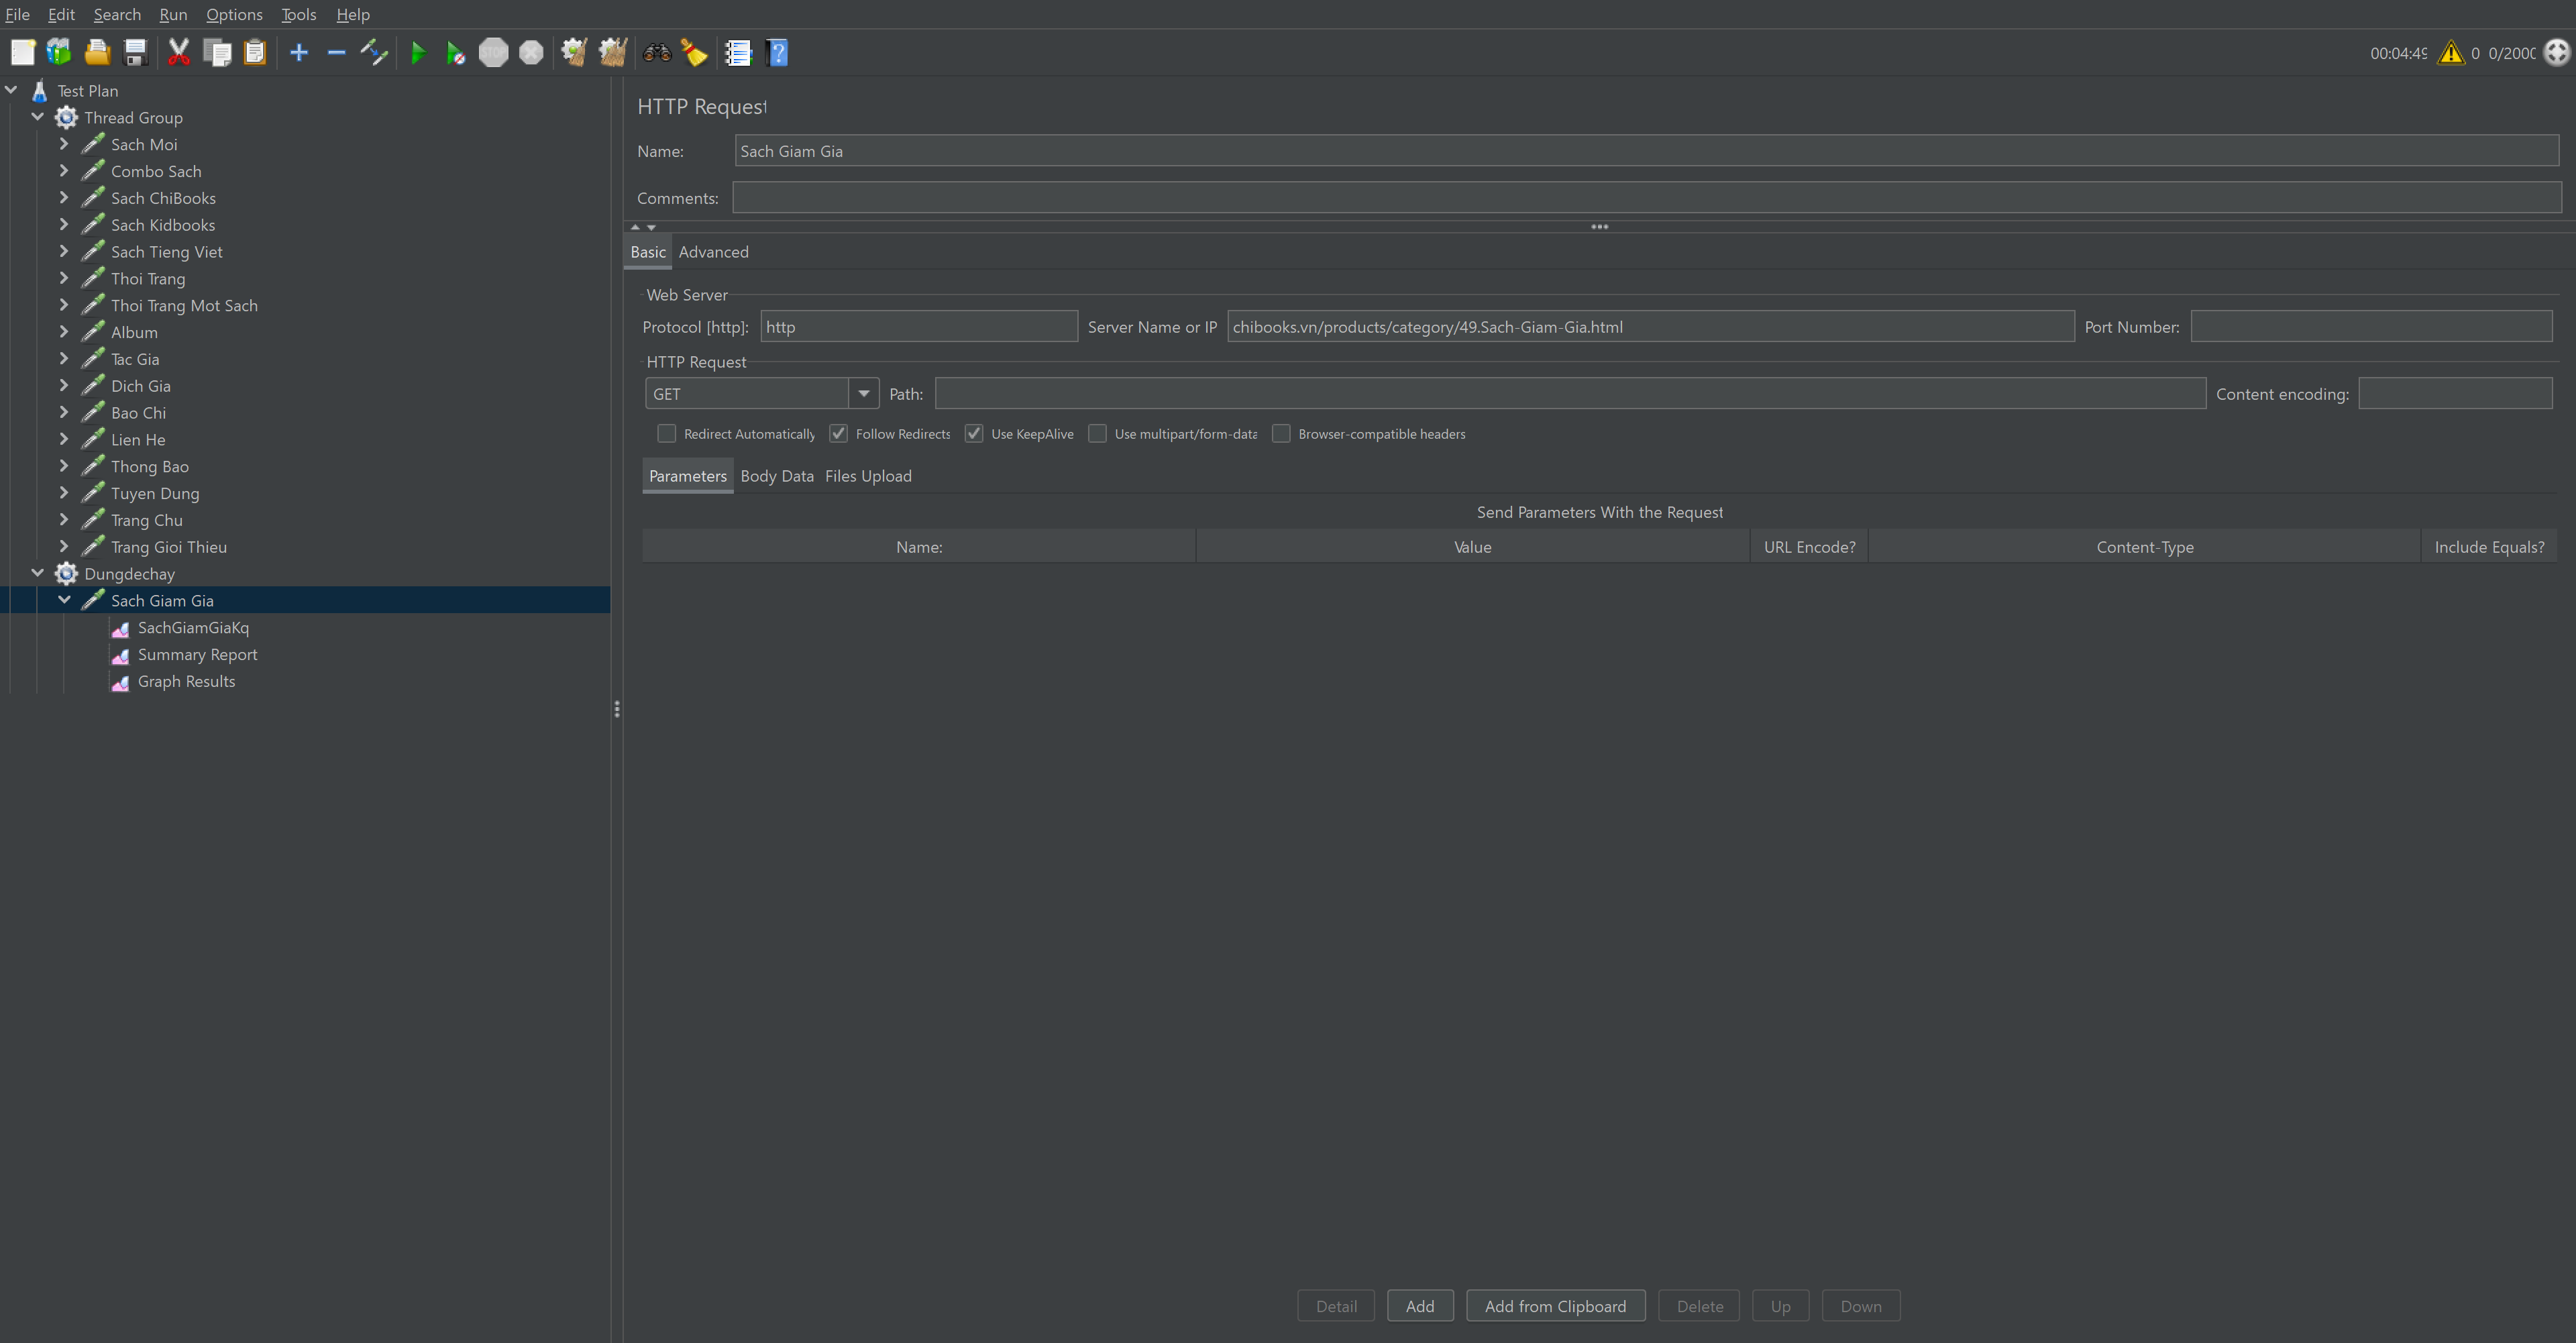 File Edit Search Run Options Tools Help
00:04:49 0 0/2000
Test Plan
Thread Group
Sach Moi
Combo Sach
Sach ChiBooks
Sach Kidbooks
Sach Tieng Viet
Thoi Trang
Thoi Trang Mot Sach
Album
Tac Gia
Dich Gia
Bao Chi
Lien He
Thong Bao
Tuyen Dung
Trang Chu
Trang Gioi Thieu
Dungdechay
Sach Giam Gia
SachGiamGiaKq
Summary Report
Graph Results
HTTP Request
Name: Sach Giam Gia
Comments:
Basic Advanced
Web Server
Protocol [http]: http Server Name or IP chibooks.vn/products/category/49.Sach-Giam-Gia.html Port Number:
HTTP Request
GET Path: Content encoding:
Redirect Automatically Follow Redirects Use KeepAlive Use multipart/form-data Browser-compatible headers
Parameters Body Data Files Upload
Send Parameters With the Request
Name: Value URL Encode? Content-Type Include Equals?
Detail Add Add from Clipboard Delete Up Down